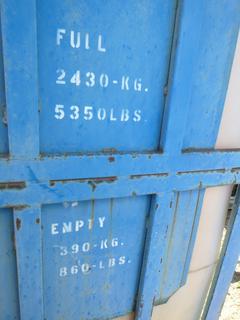 FULL
2430-KG.
5350LBS.
EMPTY
390-KG.
860-LBS.